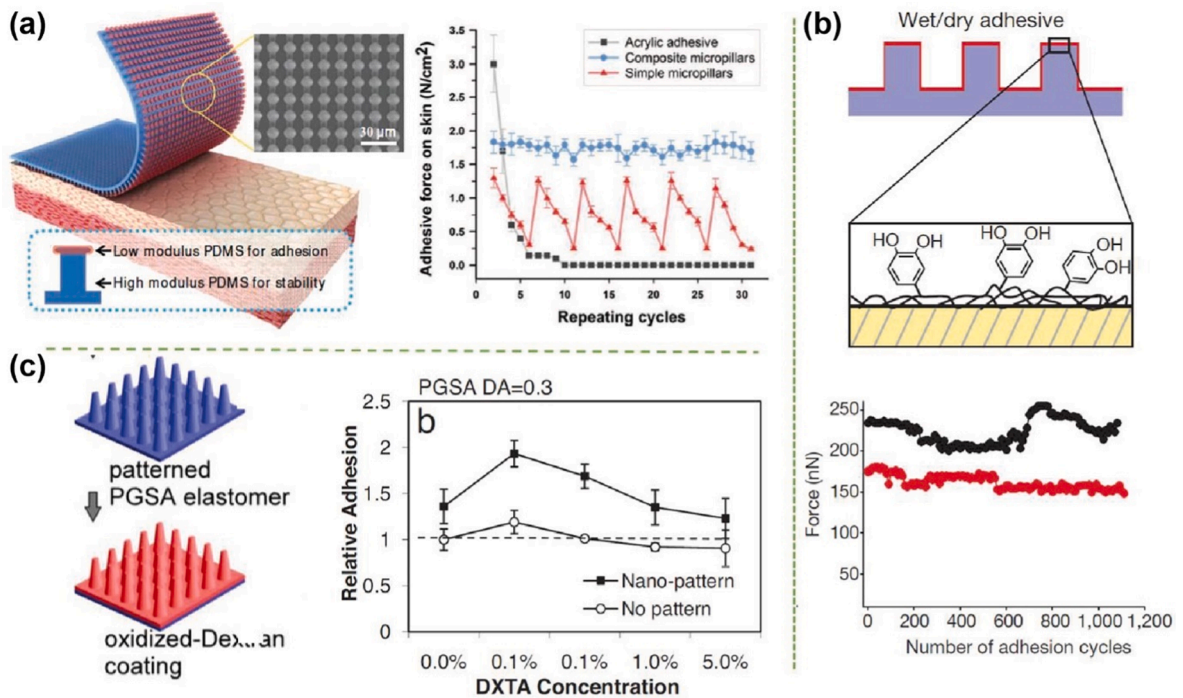 (a)
30 μm
Low modulus PDMS for adhesion
High modulus PDMS for stability
Adhesive force on skin (N/cm²)
3.5
3.0
2.5
2.0
1.5
1.0
0.5
0.0
Acrylic adhesive
Composite micropillars
Simple micropillars
0 5 10 15 20 25 30
Repeating cycles
(b)
Wet/dry adhesive
HO OH
HO OH
OH
OH
Force (nN)
250
200
150
100
50
0 200 400 600 800 1,000 1,200
Number of adhesion cycles
(c)
patterned
PGSA elastomer
oxidized-Dextran
coating
PGSA DA=0.3
b
Relative Adhesion
2.5
2
1.5
1
0.5
0
Nano-pattern
No pattern
0.0% 0.1% 0.1% 1.0% 5.0%
DXTA Concentration